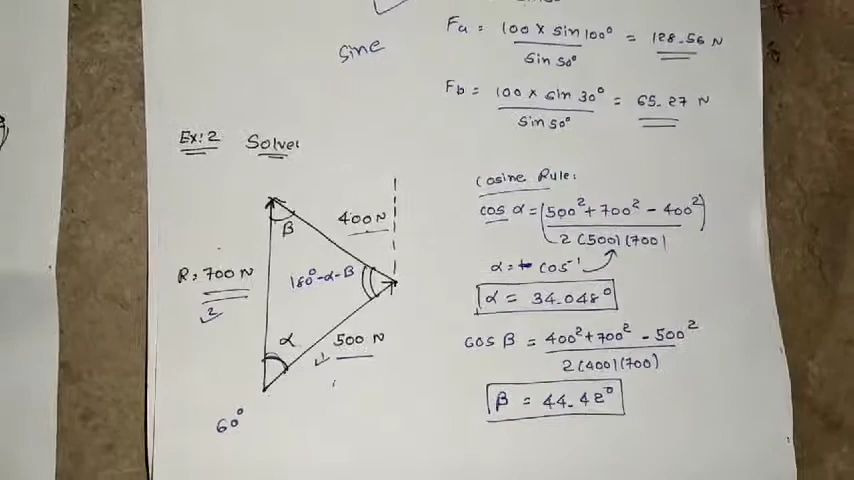 Sine
Fa = 100 x sin 100° = 128.56 N
sin 50°
Fb = 100 x sin 30° = 65.27 N
sin 50°
Ex:2 Solve:
β
400 N
R = 700 N
2
180°-α-β
α
1
500 N
60°
Cosine Rule:
cos α = (500² + 700² - 400²)
2 (500) (700)
α = cos⁻¹
α = 34.048°
cos β = 400² + 700² - 500²
2 (400) (700)
β = 44.42°